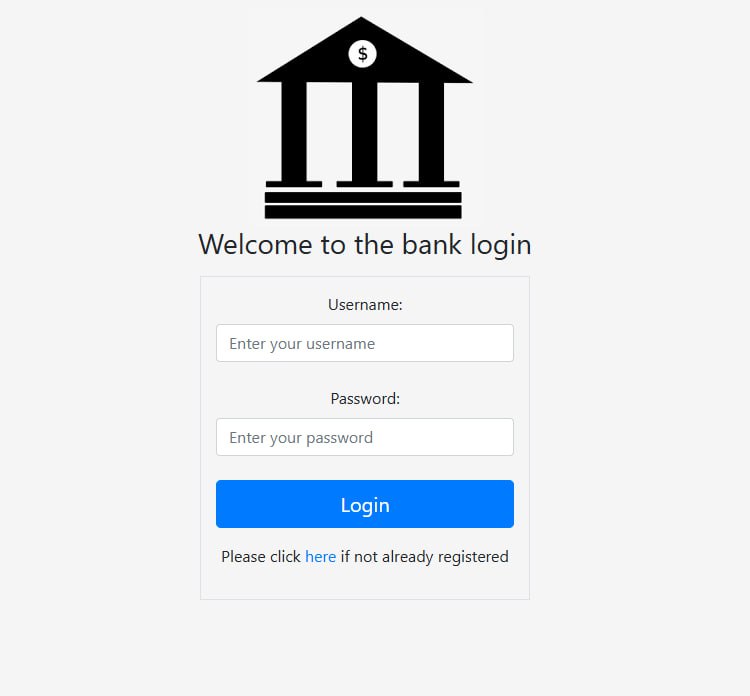 $
Welcome to the bank login
Username:
Enter your username
Password:
Enter your password
Login
Please click here if not already registered